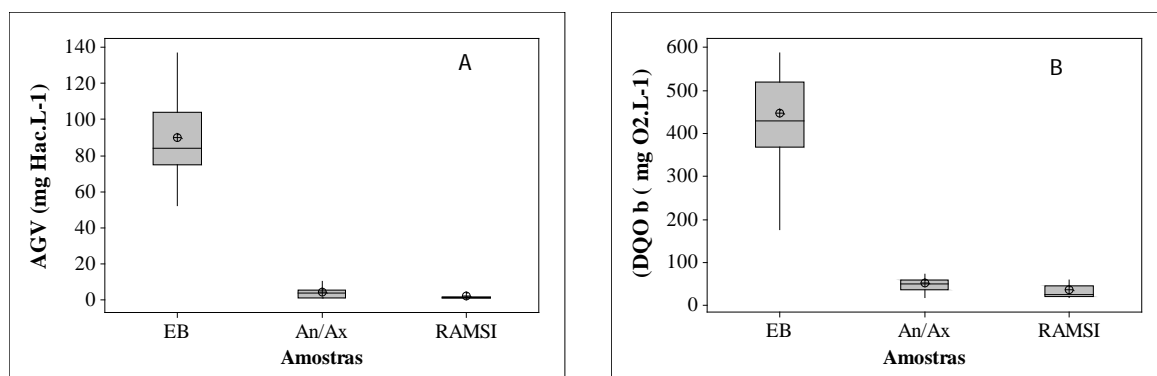 A
AGV (mg Hac.L-1)
140
120
100
80
60
40
20
0
EB An/Ax RAMSI
Amostras
B
(DQO b ( mg O2.L-1)
600
500
400
300
200
100
0
EB An/Ax RAMSI
Amostras